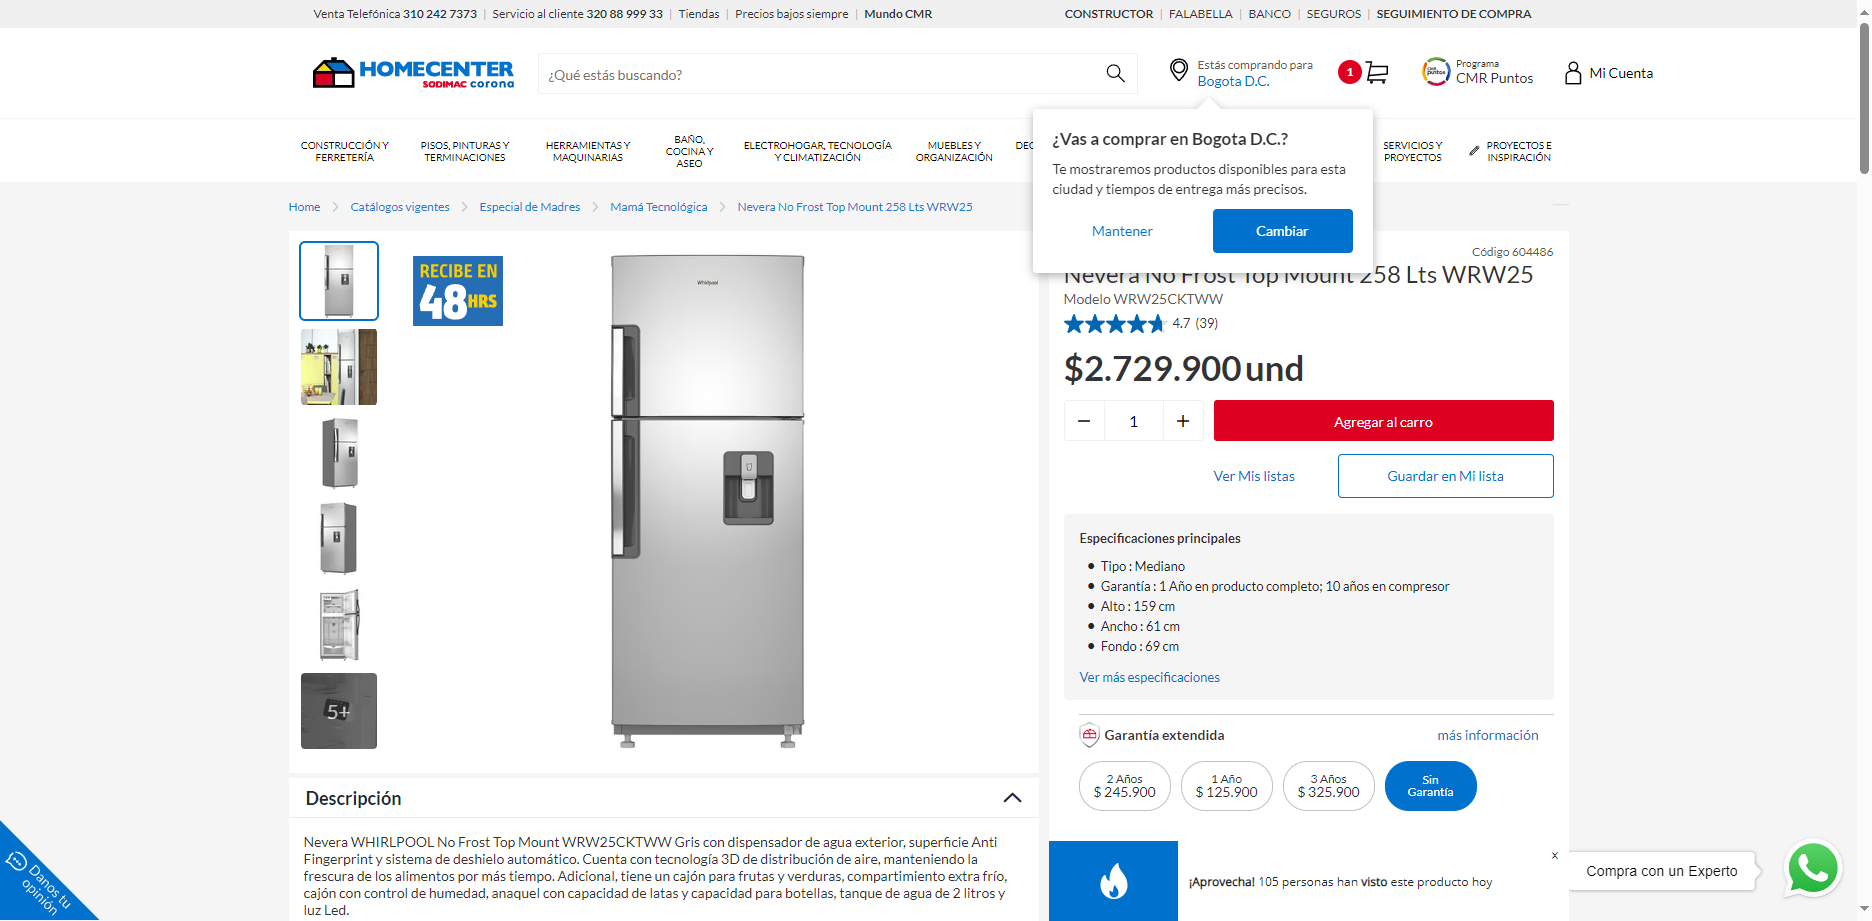 Venta Telefónica 310 242 7373 | Servicio al cliente 320 88 999 33 | Tiendas | Precios bajos siempre | Mundo CMR
CONSTRUCTOR | FALABELLA | BANCO | SEGUROS | SEGUIMIENTO DE COMPRA
HOMECENTER
SODIMAC corona
¿Qué estás buscando?
Estás comprando para
Bogota D.C.
1
CMR puntos
Programa
CMR Puntos
Mi Cuenta
CONSTRUCCIÓN Y
FERRETERÍA
PISOS, PINTURAS Y
TERMINACIONES
HERRAMIENTAS Y
MAQUINARIAS
BAÑO,
COCINA Y
ASEO
ELECTROHOGAR, TECNOLOGÍA
Y CLIMATIZACIÓN
MUEBLES Y
ORGANIZACIÓN
SERVICIOS Y
PROYECTOS
PROYECTOS E
INSPIRACIÓN
¿Vas a comprar en Bogota D.C.?
Te mostraremos productos disponibles para esta
ciudad y tiempos de entrega más precisos.
Mantener
Cambiar
Home > Catálogos vigentes > Especial de Madres > Mamá Tecnológica > Nevera No Frost Top Mount 258 Lts WRW25
RECIBE EN
48HRS
Whirlpool
5+
Código 604486
Nevera No Frost Top Mount 258 Lts WRW25
Modelo WRW25CKTWW
4.7 (39)
$2.729.900 und
1
Agregar al carro
Ver Mis listas
Guardar en Mi lista
Especificaciones principales
Tipo : Mediano
Garantía : 1 Año en producto completo; 10 años en compresor
Alto : 159 cm
Ancho : 61 cm
Fondo : 69 cm
Ver más especificaciones
Garantía extendida
más información
2 Años
$ 245.900
1 Año
$ 125.900
3 Años
$ 325.900
Sin
Garantía
Descripción
Nevera WHIRLPOOL No Frost Top Mount WRW25CKTWW Gris con dispensador de agua exterior, superficie Anti
Fingerprint y sistema de deshielo automático. Cuenta con tecnología 3D de distribución de aire, manteniendo la
frescura de los alimentos por más tiempo. Adicional, tiene un cajón para frutas y verduras, compartimiento extra frío,
cajón con control de humedad, anaquel con capacidad de latas y capacidad para botellas, tanque de agua de 2 litros y
luz Led.
¡Aprovecha! 105 personas han visto este producto hoy
x
Compra con un Experto
Danos tu
opinión